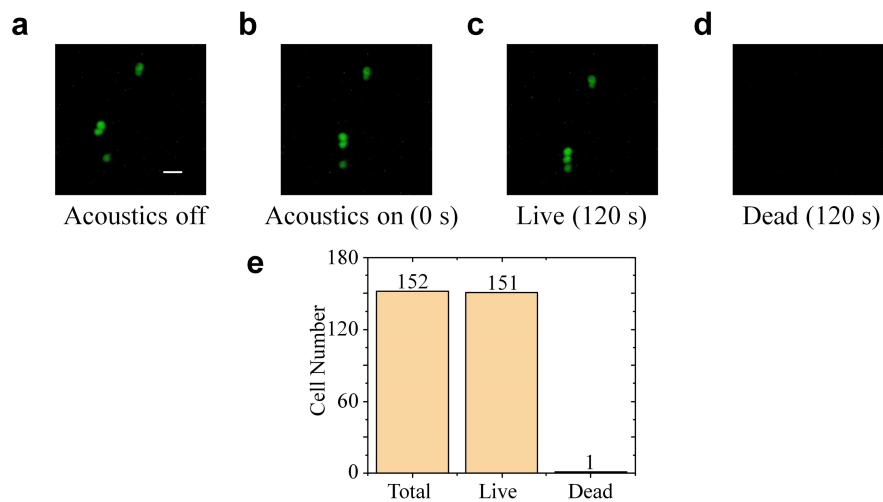 a
b
c
d
Acoustics off
Acoustics on (0 s)
Live (120 s)
Dead (120 s)
e
180
120
60
0
Cell Number
152
151
1
Total
Live
Dead